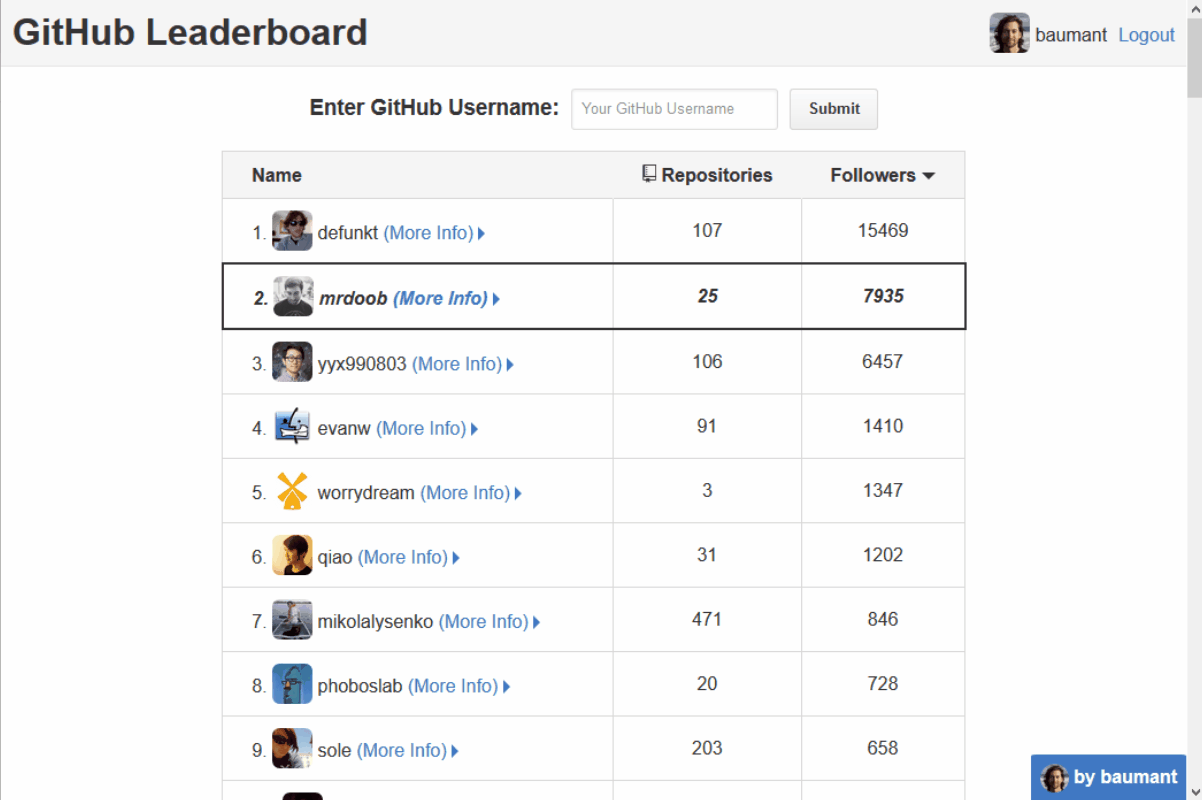 GitHub Leaderboard
baumant Logout
Enter GitHub Username: Your GitHub Username Submit
Name Repositories Followers
1. defunkt (More Info) 107 15469
2. mrdoob (More Info) 25 7935
3. yyx990803 (More Info) 106 6457
4. evanw (More Info) 91 1410
5. worrydream (More Info) 3 1347
6. qiao (More Info) 31 1202
7. mikolalysenko (More Info) 471 846
8. phoboslab (More Info) 20 728
9. sole (More Info) 203 658
by baumant